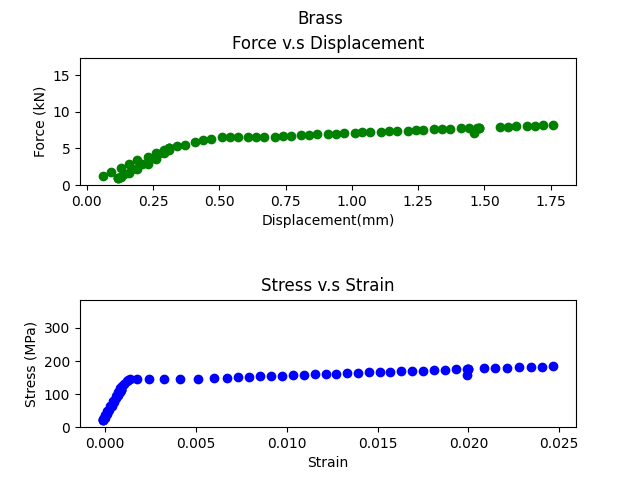 Brass
Force v.s Displacement
15
10
5
0
Force (kN)
0.00 0.25 0.50 0.75 1.00 1.25 1.50 1.75
Displacement(mm)
Stress v.s Strain
300
200
100
0
Stress (MPa)
0.000 0.005 0.010 0.015 0.020 0.025
Strain